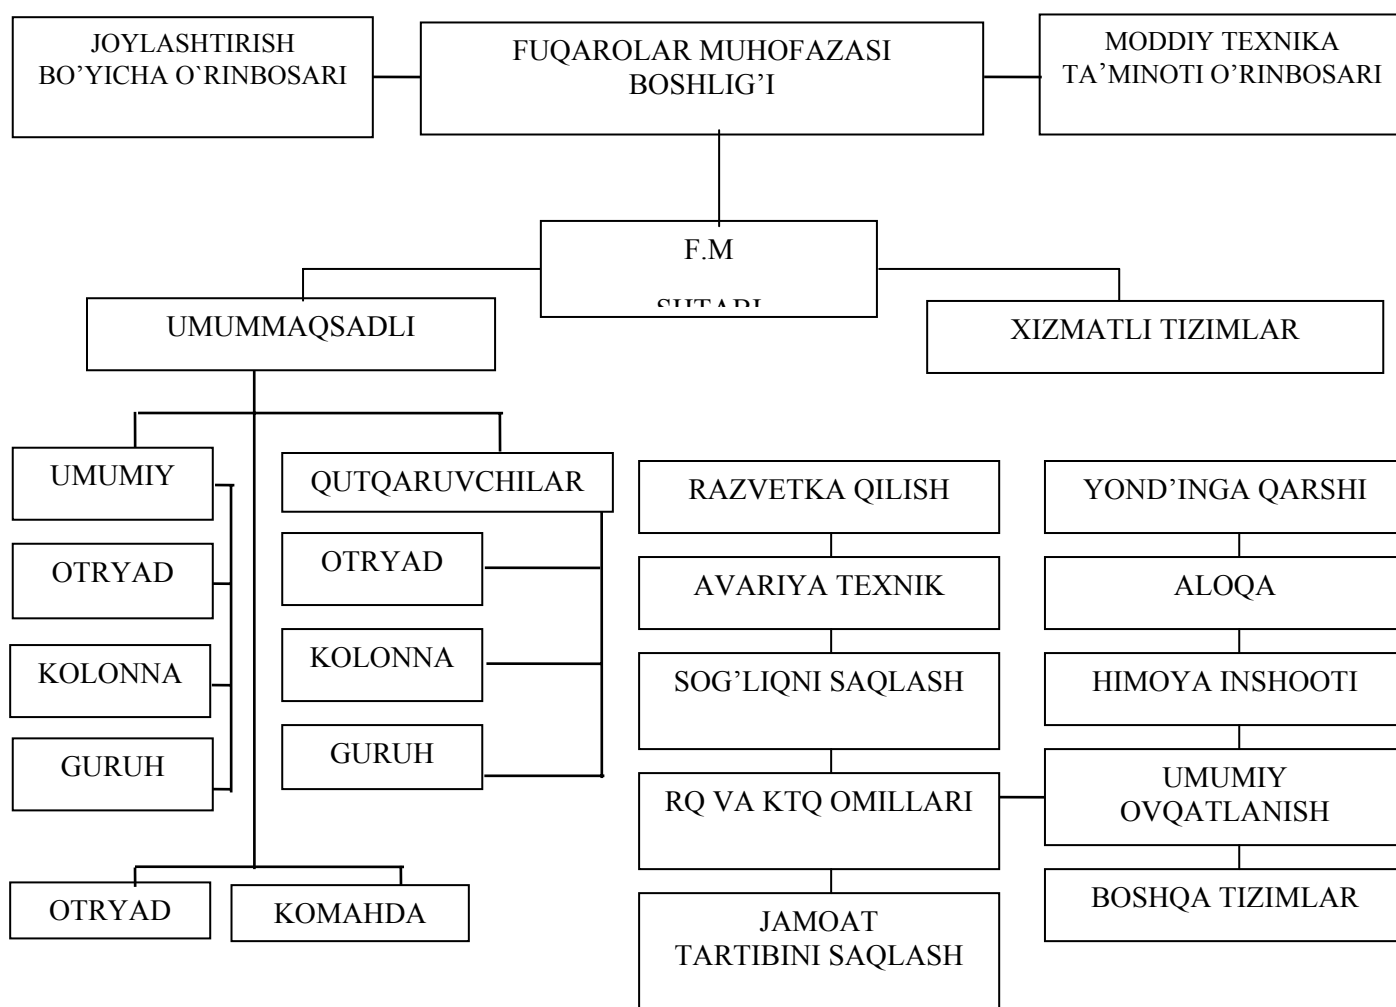 JOYLASHTIRISH
BO’YICHA O`RINBOSARI
FUQAROLAR MUHOFAZASI
BOSHLIG’I
MODDIY TEXNIKA
TA’MINOTI O’RINBOSARI
F.M
UMUMMAQSADLI
XIZMATLI TIZIMLAR
UMUMIY
OTRYAD
KOLONNA
GURUH
QUTQARUVCHILAR
OTRYAD
KOLONNA
GURUH
OTRYAD
KOMAHDA
RAZVETKA QILISH
AVARIYA TEXNIK
SOG’LIQNI SAQLASH
RQ VA KTQ OMILLARI
JAMOAT
TARTIBINI SAQLASH
YOND’INGA QARSHI
ALOQA
HIMOYA INSHOOTI
UMUMIY
OVQATLANISH
BOSHQA TIZIMLAR